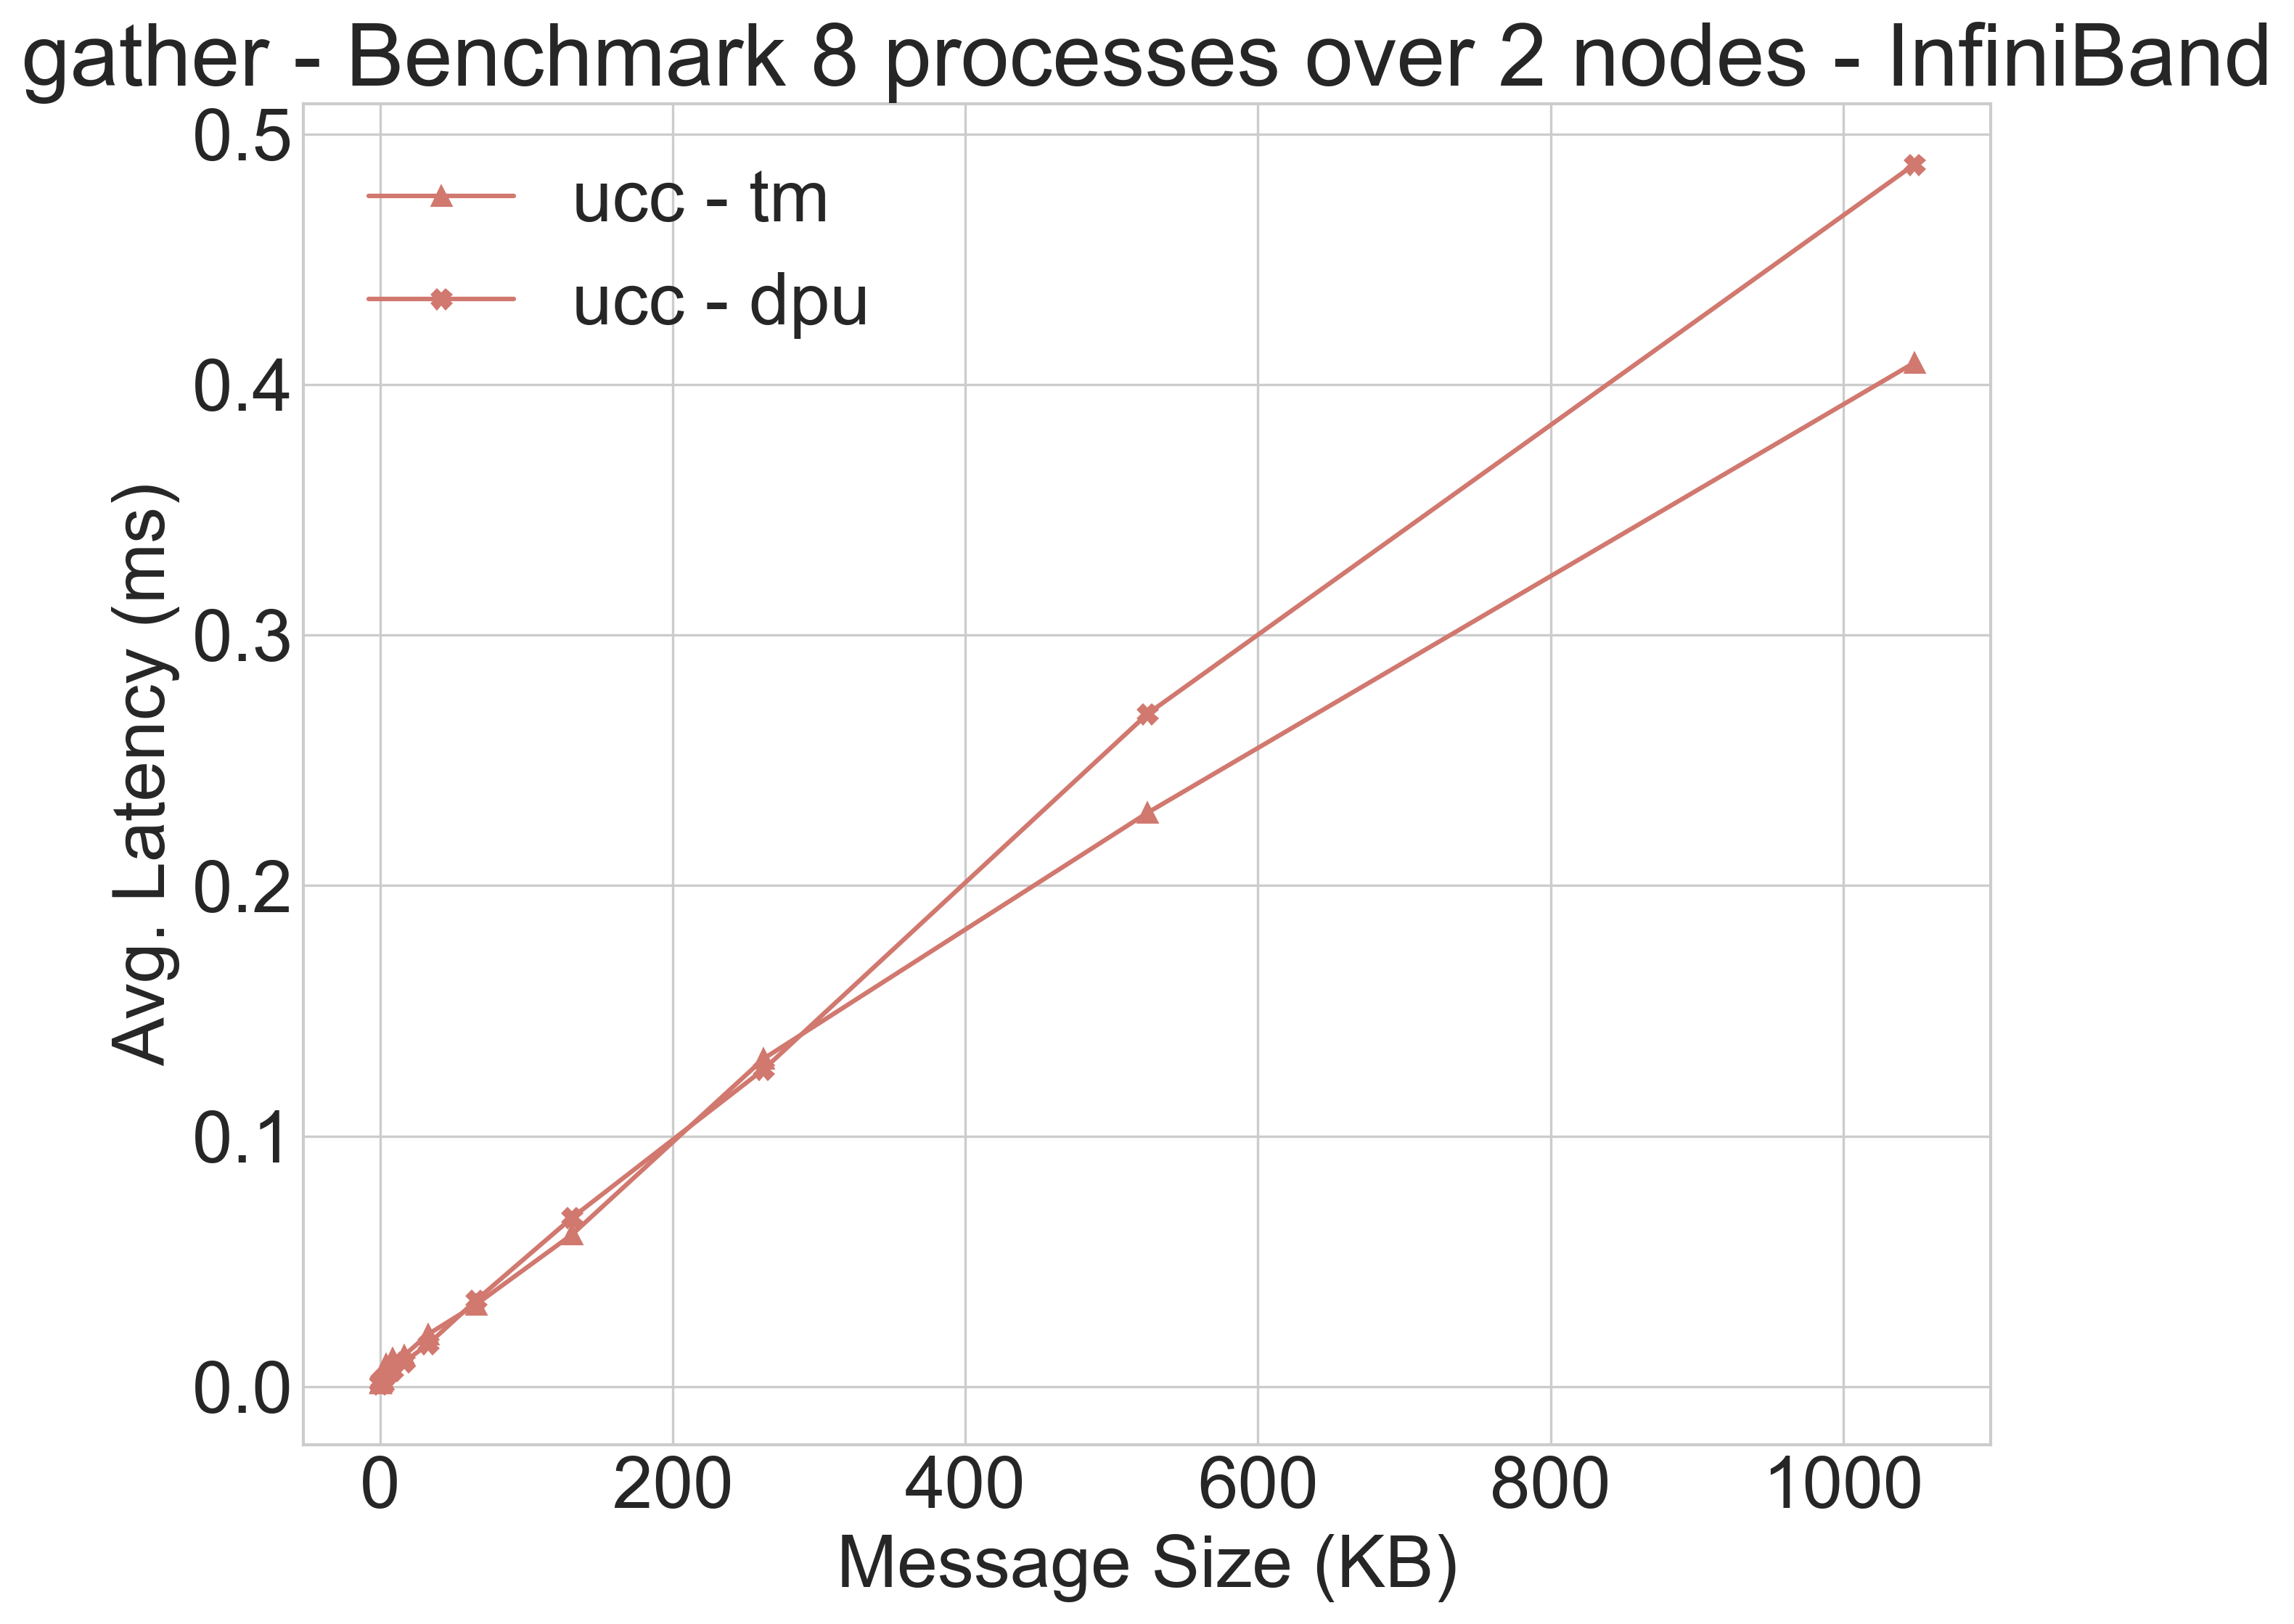 gather - Benchmark 8 processes over 2 nodes - InfiniBand
ucc - tm
ucc - dpu
0.5
0.4
0.3
0.2
0.1
0.0
Avg. Latency (ms)
0 200 400 600 800 1000
Message Size (KB)